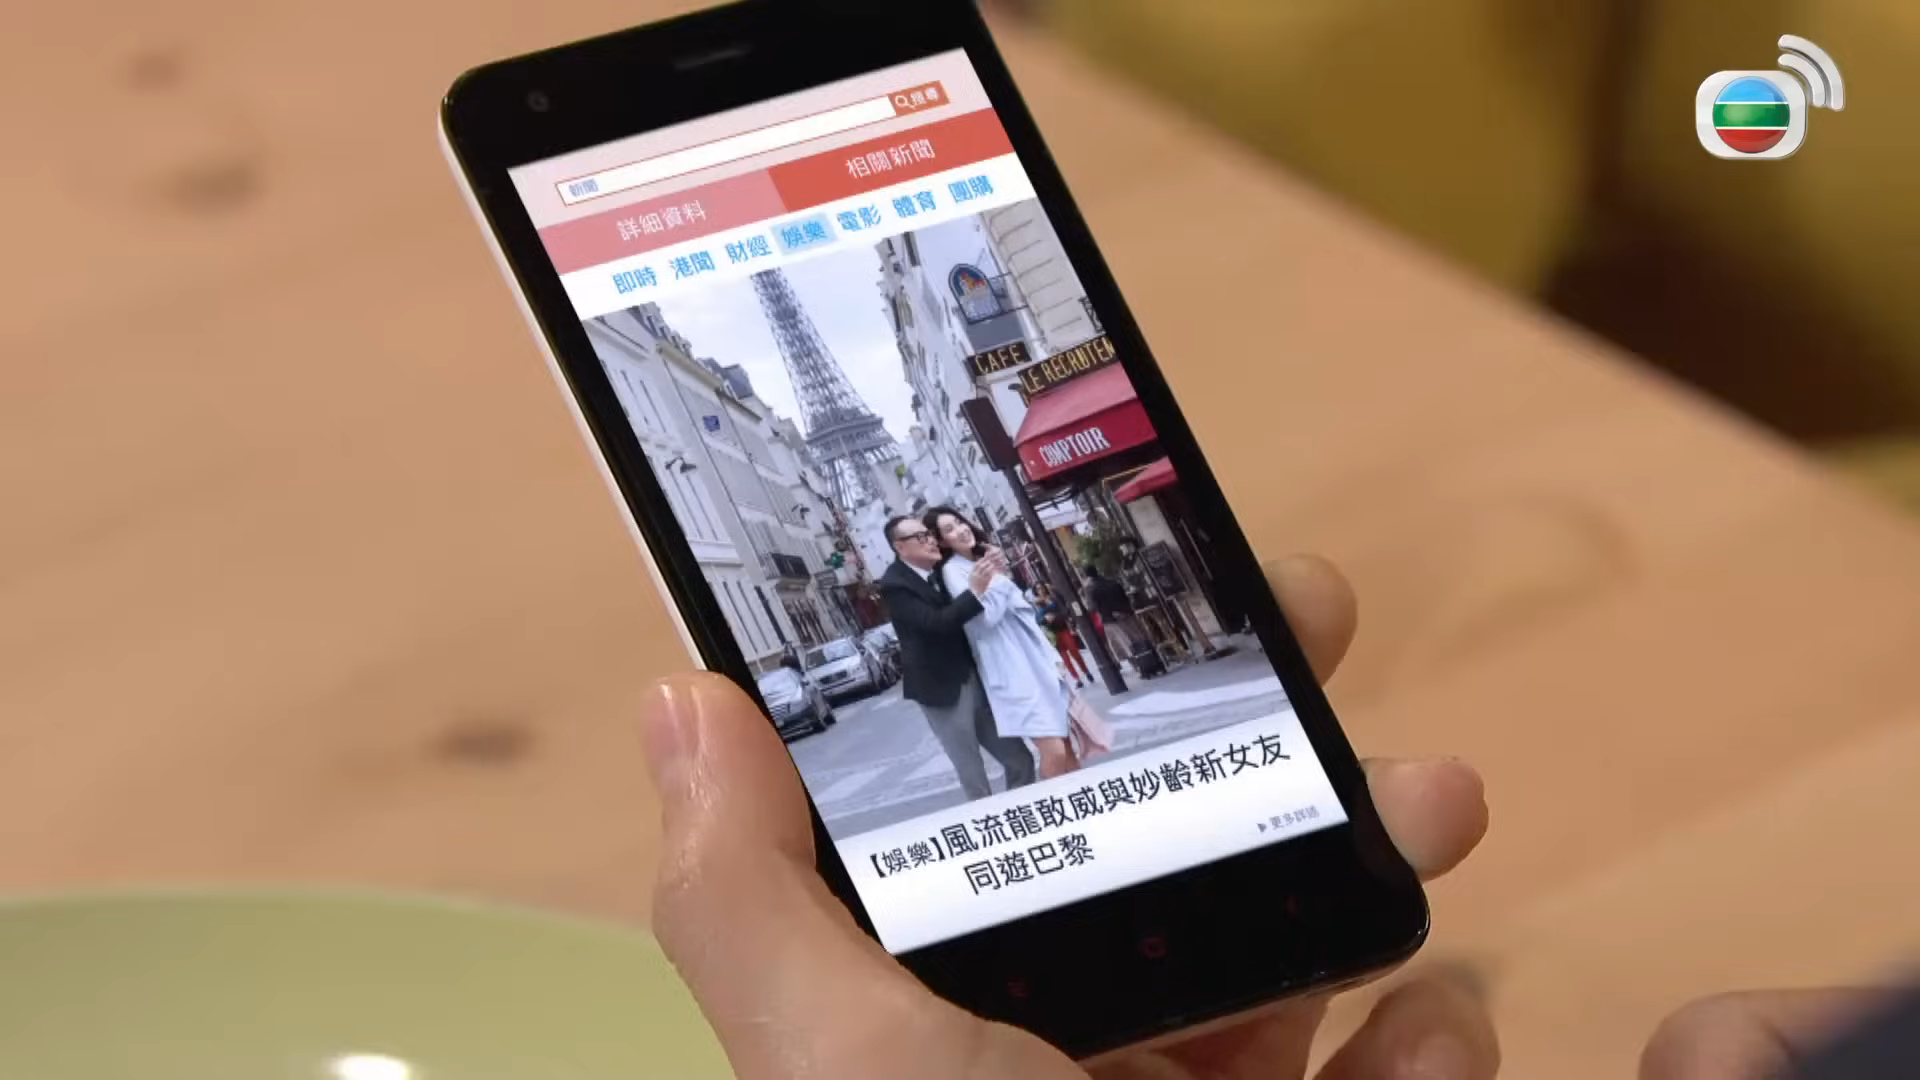 新聞
搜尋
詳細資料
相關新聞
即時 港聞 財經 娛樂 電影 體育 團購
CAFE
LE RECRUTEM
COMPTOIR
【娛樂】風流龍敢威與妙齡新女友
同遊巴黎
▶更多詳述